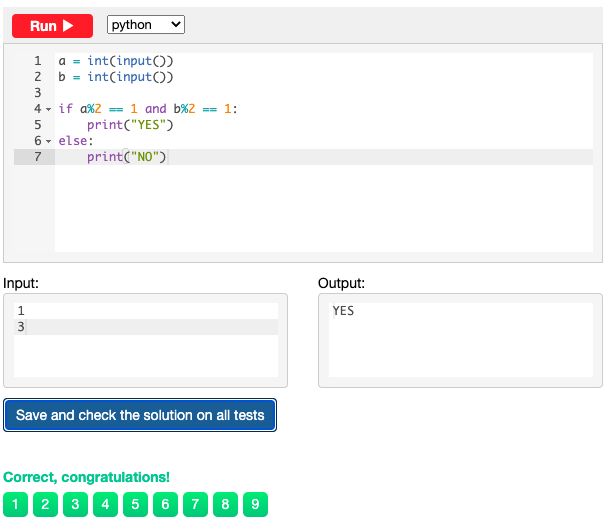 Run python
1 a = int(input())
2 b = int(input())
3
4 if a%2 == 1 and b%2 == 1:
5     print("YES")
6 else:
7     print("NO")
Input: Output:
1 YES
3
Save and check the solution on all tests
Correct, congratulations!
1 2 3 4 5 6 7 8 9